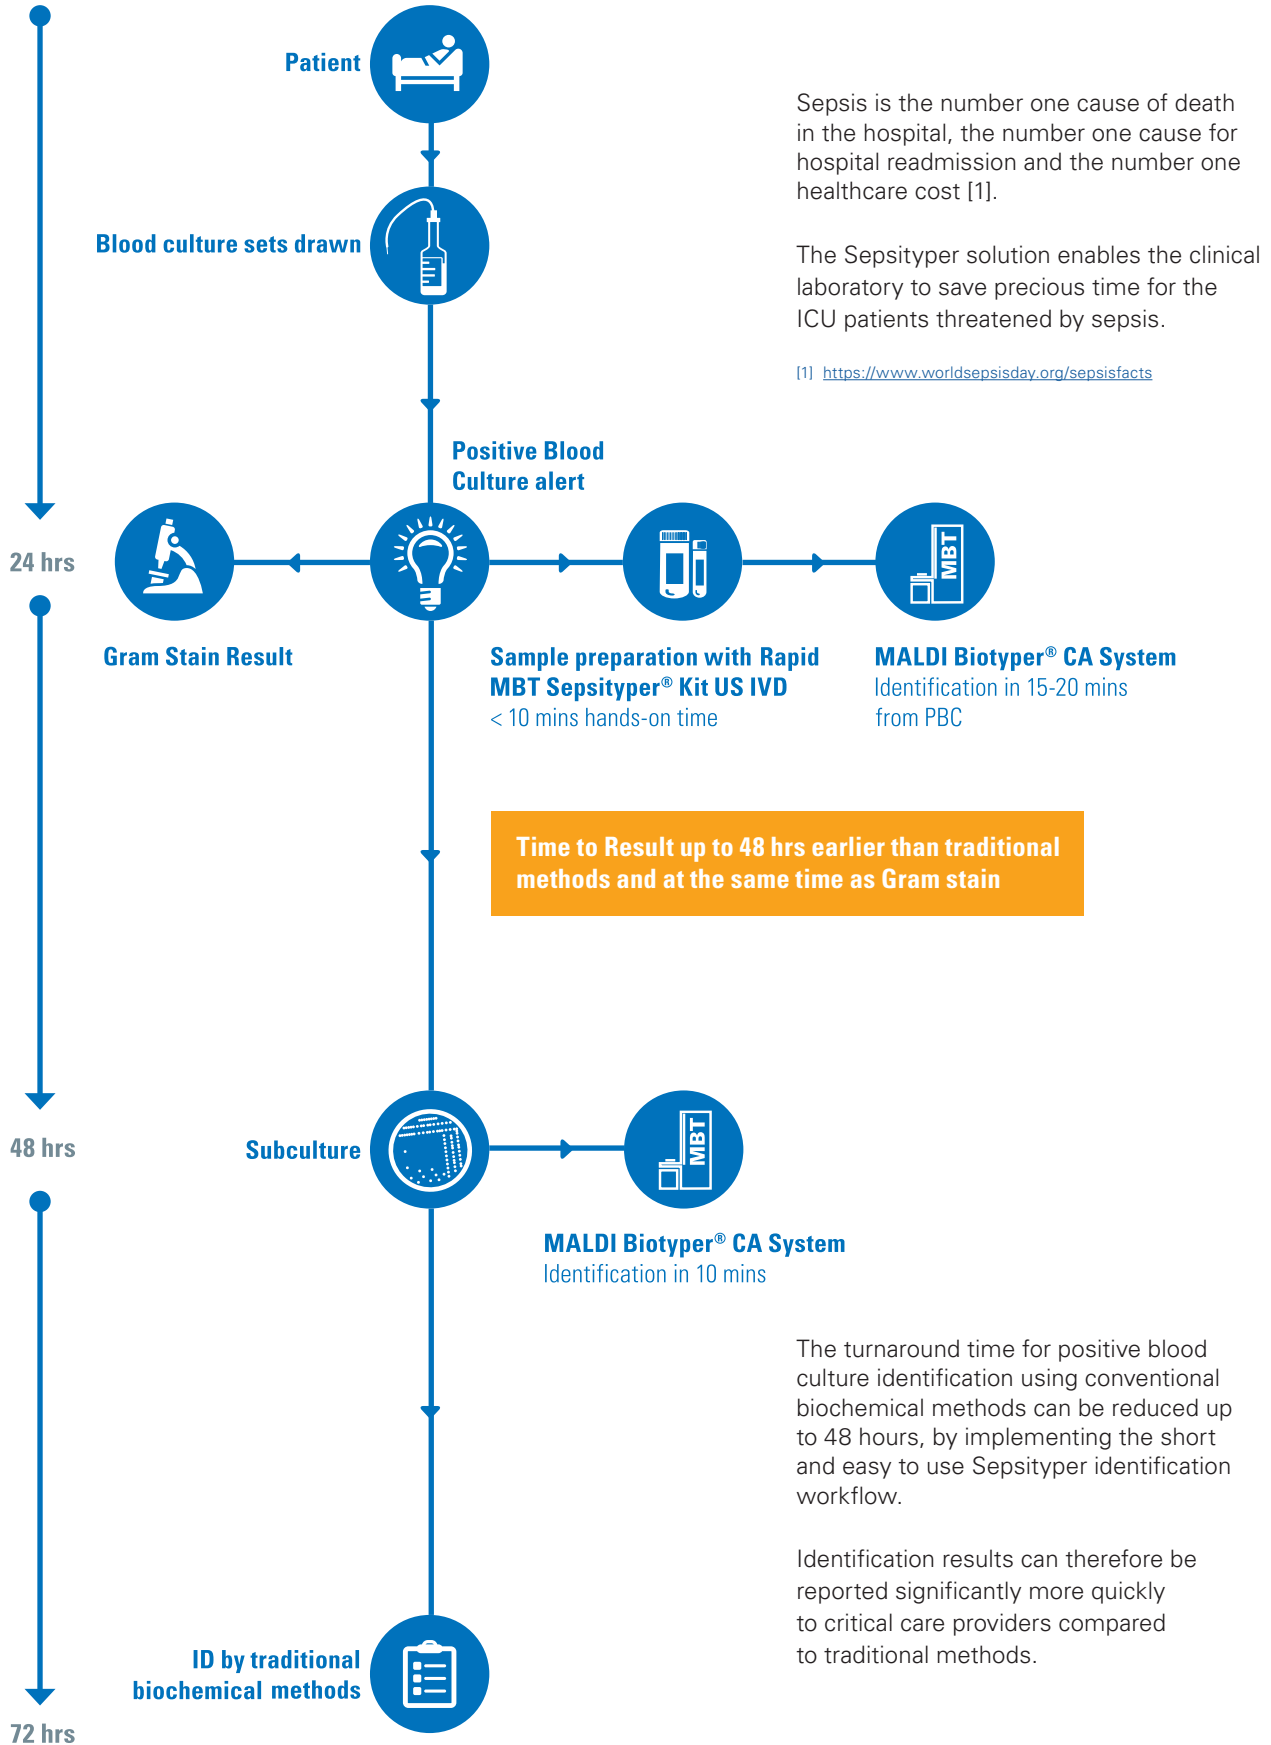 Patient
Sepsis is the number one cause of death
in the hospital, the number one cause for
hospital readmission and the number one
healthcare cost [1].
Blood culture sets drawn
The Sepsityper solution enables the clinical
laboratory to save precious time for the
ICU patients threatened by sepsis.
[1] https://www.worldsepsisday.org/sepsisfacts
Positive Blood
Culture alert
24 hrs
MBT
Gram Stain Result
Sample preparation with Rapid
MBT Sepsityper® Kit US IVD
< 10 mins hands-on time
MALDI Biotyper® CA System
Identification in 15-20 mins
from PBC
Time to Result up to 48 hrs earlier than traditional
methods and at the same time as Gram stain
48 hrs
Subculture
MBT
MALDI Biotyper® CA System
Identification in 10 mins
The turnaround time for positive blood
culture identification using conventional
biochemical methods can be reduced up
to 48 hours, by implementing the short
and easy to use Sepsityper identification
workflow.
Identification results can therefore be
reported significantly more quickly
to critical care providers compared
to traditional methods.
ID by traditional
biochemical methods
72 hrs